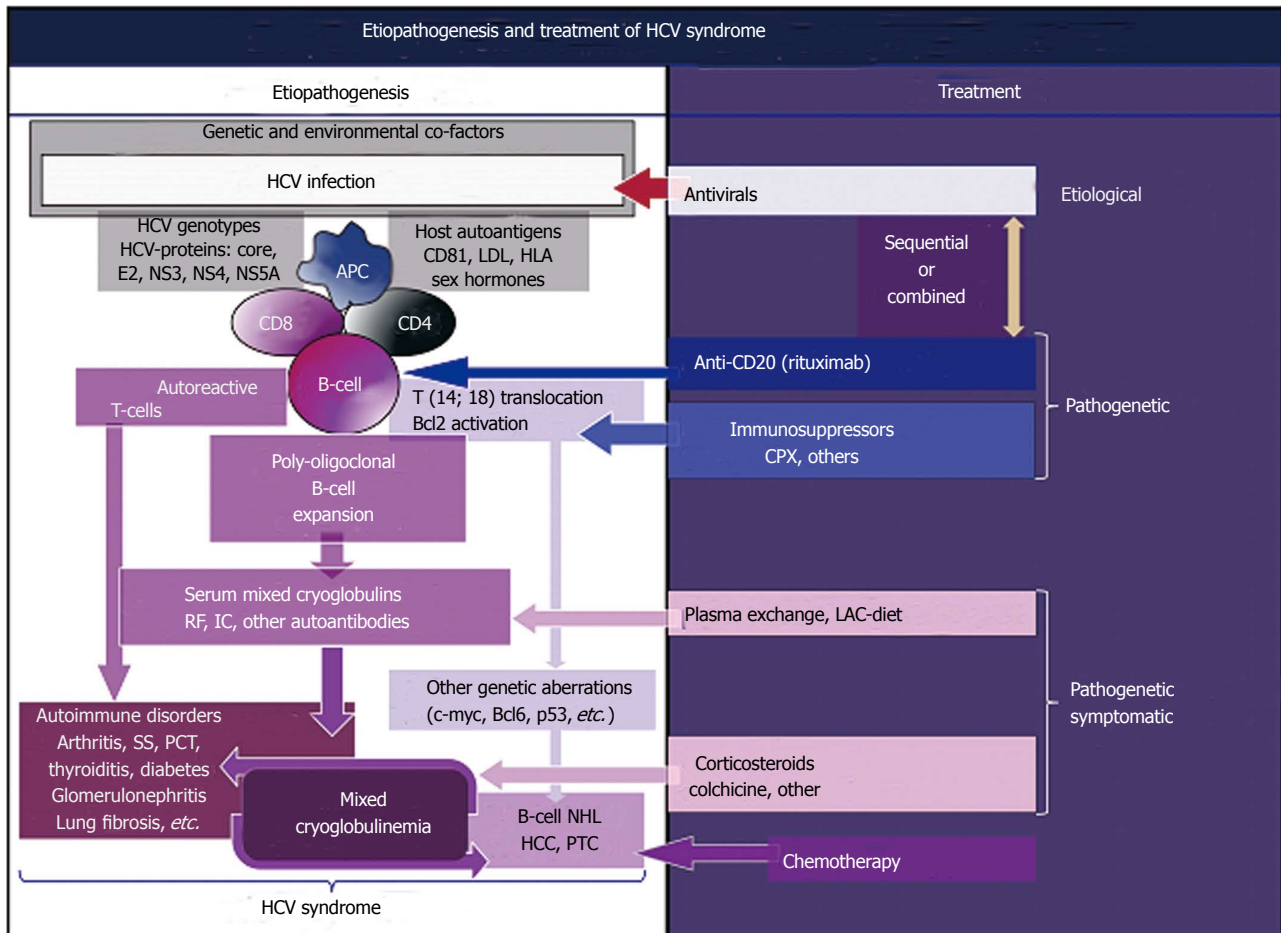 Etiopathogenesis and treatment of HCV syndrome
Etiopathogenesis
Treatment
Genetic and environmental co-factors
HCV infection
Antivirals
Etiological
HCV genotypes
HCV-proteins: core,
E2, NS3, NS4, NS5A
APC
Host autoantigens
CD81, LDL, HLA
sex hormones
Sequential
or
combined
CD8
CD4
B-cell
Anti-CD20 (rituximab)
Autoreactive
T-cells
T (14; 18) translocation
Bcl2 activation
Immunosuppressors
CPX, others
Pathogenetic
Poly-oligoclonal
B-cell
expansion
Serum mixed cryoglobulins
RF, IC, other autoantibodies
Plasma exchange, LAC-diet
Other genetic aberrations
(c-myc, Bcl6, p53, etc.)
Pathogenetic
symptomatic
Autoimmune disorders
Arthritis, SS, PCT,
thyroiditis, diabetes
Glomerulonephritis
Lung fibrosis, etc.
Mixed
cryoglobulinemia
Corticosteroids
colchicine, other
B-cell NHL
HCC, PTC
Chemotherapy
HCV syndrome